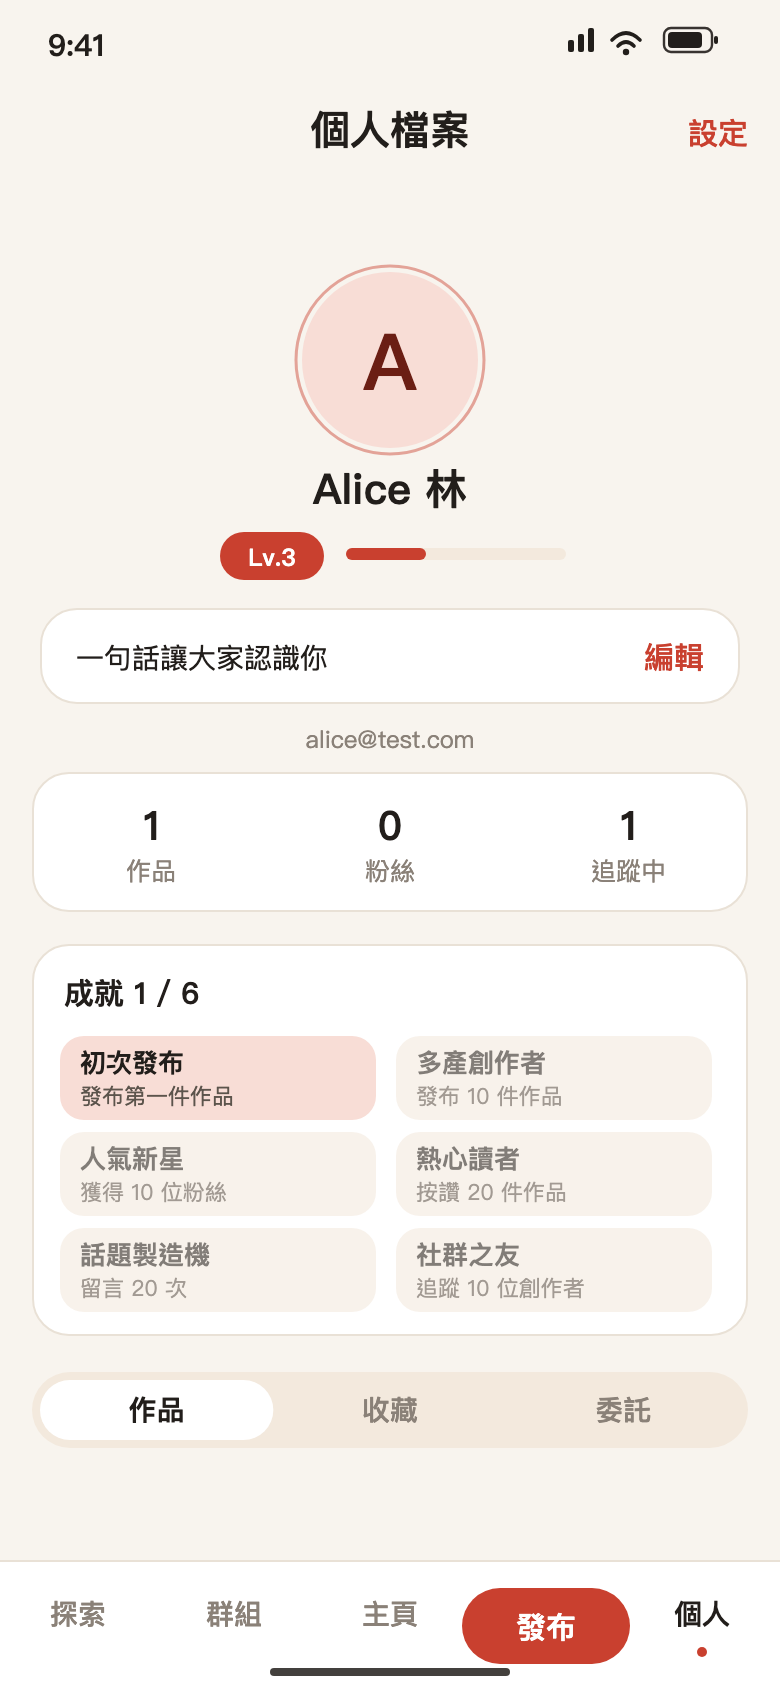 9:41
個人檔案
設定
A
Alice 林
Lv.3
一句話讓大家認識你
編輯
alice@test.com
1
作品
0
粉絲
1
追蹤中
成就 1 / 6
初次發布
發布第一件作品
多產創作者
發布 10 件作品
人氣新星
獲得 10 位粉絲
熱心讀者
按讚 20 件作品
話題製造機
留言 20 次
社群之友
追蹤 10 位創作者
作品
收藏
委託
探索
群組
主頁
發布
個人